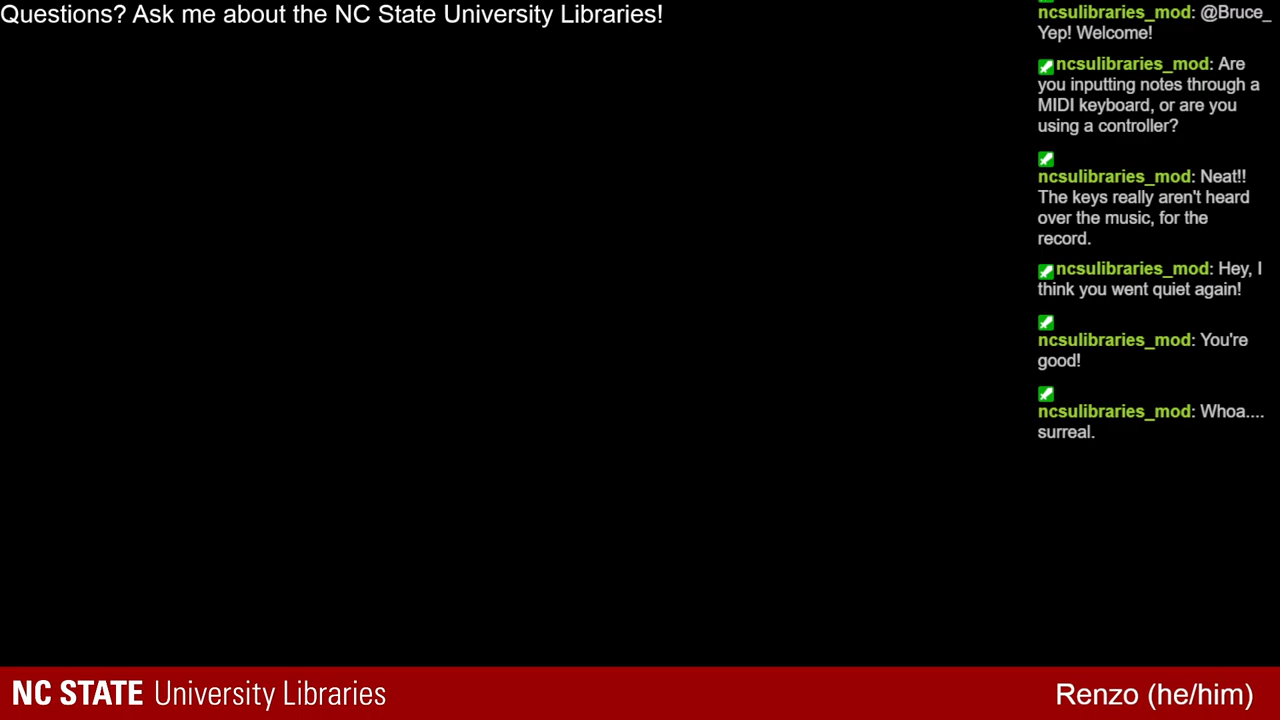 Questions? Ask me about the NC State University Libraries!
ncsulibraries_mod: @Bruce_
Yep! Welcome!
ncsulibraries_mod: Are
you inputting notes through a
MIDI keyboard, or are you
using a controller?
ncsulibraries_mod: Neat!!
The keys really aren't heard
over the music, for the
record.
ncsulibraries_mod: Hey, I
think you went quiet again!
ncsulibraries_mod: You're
good!
ncsulibraries_mod: Whoa....
surreal.
NC STATE University Libraries
Renzo (he/him)